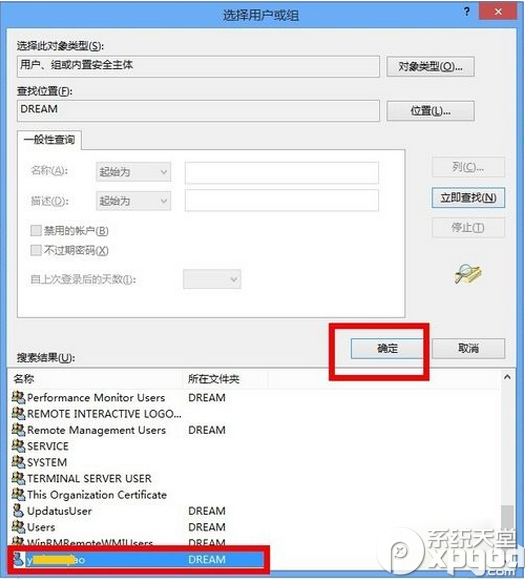 选择用户或组
?
选择此对象类型(S):
用户、组或内置安全主体
对象类型(O)...
查找位置(F):
DREAM
位置(L)...
一般性查询
名称(A): 起始为
列(C)...
描述(D): 起始为
立即查找(N)
禁用的帐户(B)
停止(T)
不过期密码(X)
自上次登录后的天数(I):
确定 取消
搜索结果(U):
名称 所在文件夹
Performance Monitor Users DREAM
REMOTE INTERACTIVE LOGO...
Remote Management Users DREAM
SERVICE
SYSTEM
TERMINAL SERVER USER
This Organization Certificate
UpdatusUser DREAM
Users DREAM
WinRMRemoteWMIUsers DREAM
DREAM
系统天堂